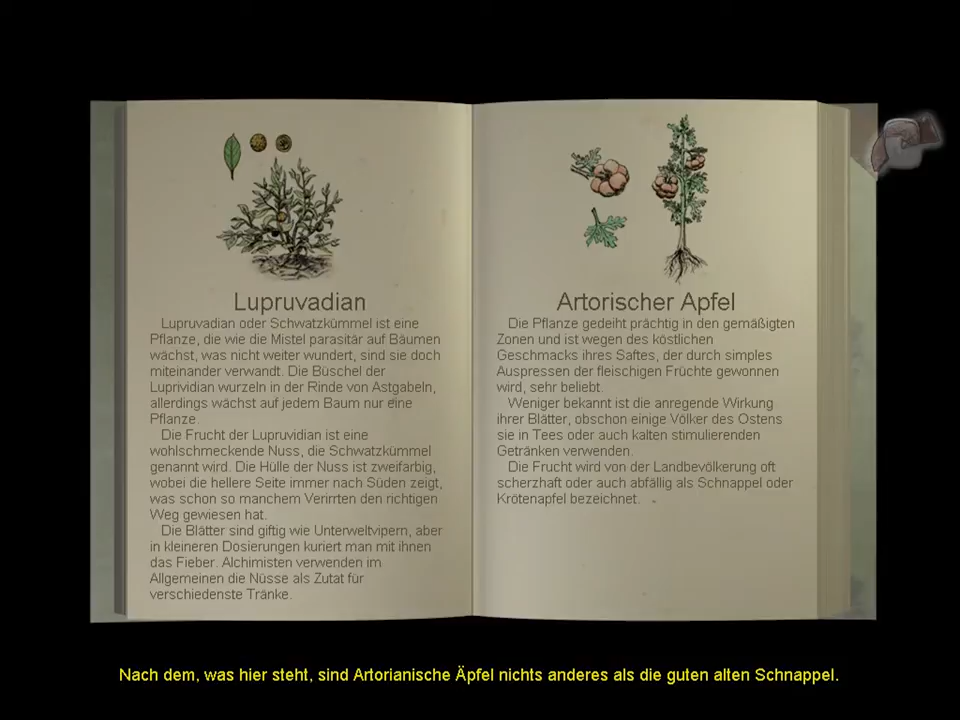 Lupruvadian
Lupruvadian oder Schwatzkümmel ist eine
Pflanze, die wie die Mistel parasitär auf Bäumen
wächst, was nicht weiter wundert, sind sie doch
miteinander verwandt. Die Büschel der
Luprividian wurzeln in der Rinde von Astgabeln,
allerdings wächst auf jedem Baum nur eine
Pflanze.
Die Frucht der Lupruvidian ist eine
wohlschmeckende Nuss, die Schwatzkümmel
genannt wird. Die Hülle der Nuss ist zweifarbig,
wobei die hellere Seite immer nach Süden zeigt,
was schon so manchem Verirrten den richtigen
Weg gewiesen hat.
Die Blätter sind giftig wie Unterweltvipern, aber
in kleineren Dosierungen kuriert man mit ihnen
das Fieber. Alchimisten verwenden im
Allgemeinen die Nüsse als Zutat für
verschiedenste Tränke.
Artorischer Apfel
Die Pflanze gedeiht prächtig in den gemäßigten
Zonen und ist wegen des köstlichen
Geschmacks ihres Saftes, der durch simples
Auspressen der fleischigen Früchte gewonnen
wird, sehr beliebt.
Weniger bekannt ist die anregende Wirkung
ihrer Blätter, obschon einige Völker des Ostens
sie in Tees oder auch kalten stimulierenden
Getränken verwenden.
Die Frucht wird von der Landbevölkerung oft
scherzhaft oder auch abfällig als Schnappel oder
Krötenapfel bezeichnet.
Nach dem, was hier steht, sind Artorianische Äpfel nichts anderes als die guten alten Schnappel.